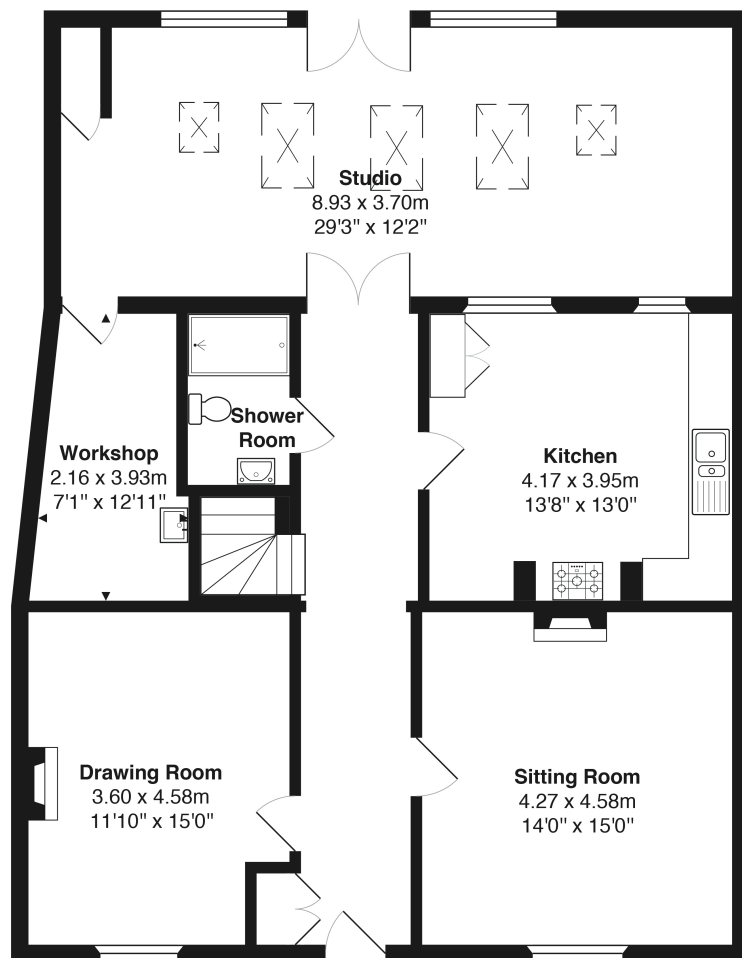 Studio
8.93 x 3.70m
29'3" x 12'2"
Shower
Room
Workshop
2.16 x 3.93m
7'1" x 12'11"
Kitchen
4.17 x 3.95m
13'8" x 13'0"
Drawing Room
3.60 x 4.58m
11'10" x 15'0"
Sitting Room
4.27 x 4.58m
14'0" x 15'0"